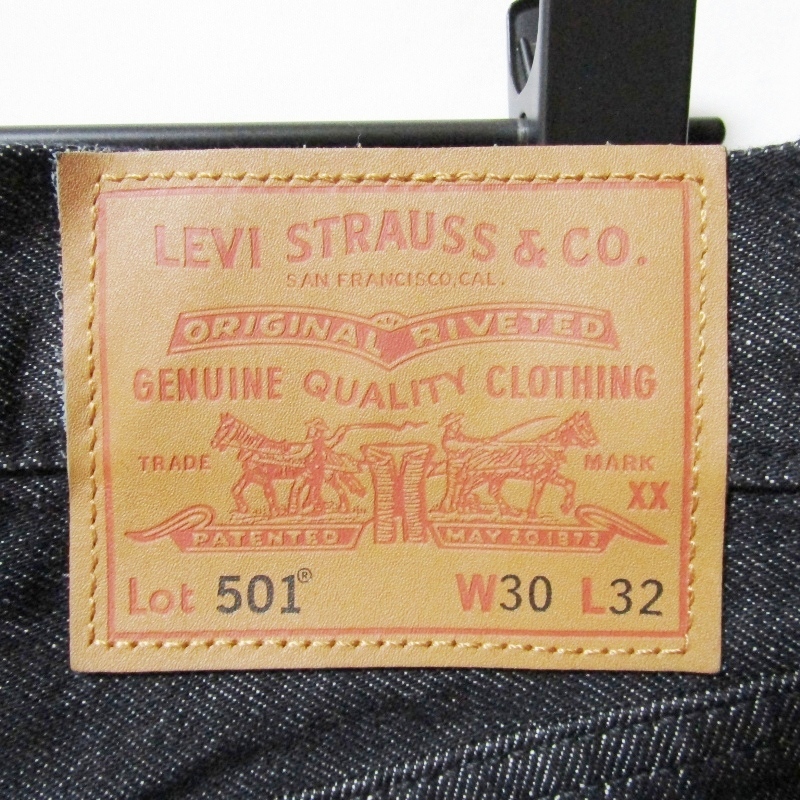 LEVI STRAUSS & CO.
SAN FRANCISCO, CAL.
ORIGINAL RIVETED
GENUINE QUALITY CLOTHING
TRADE MARK
XX
PATENTED MAY 20 1873
Lot 501® W30 L32